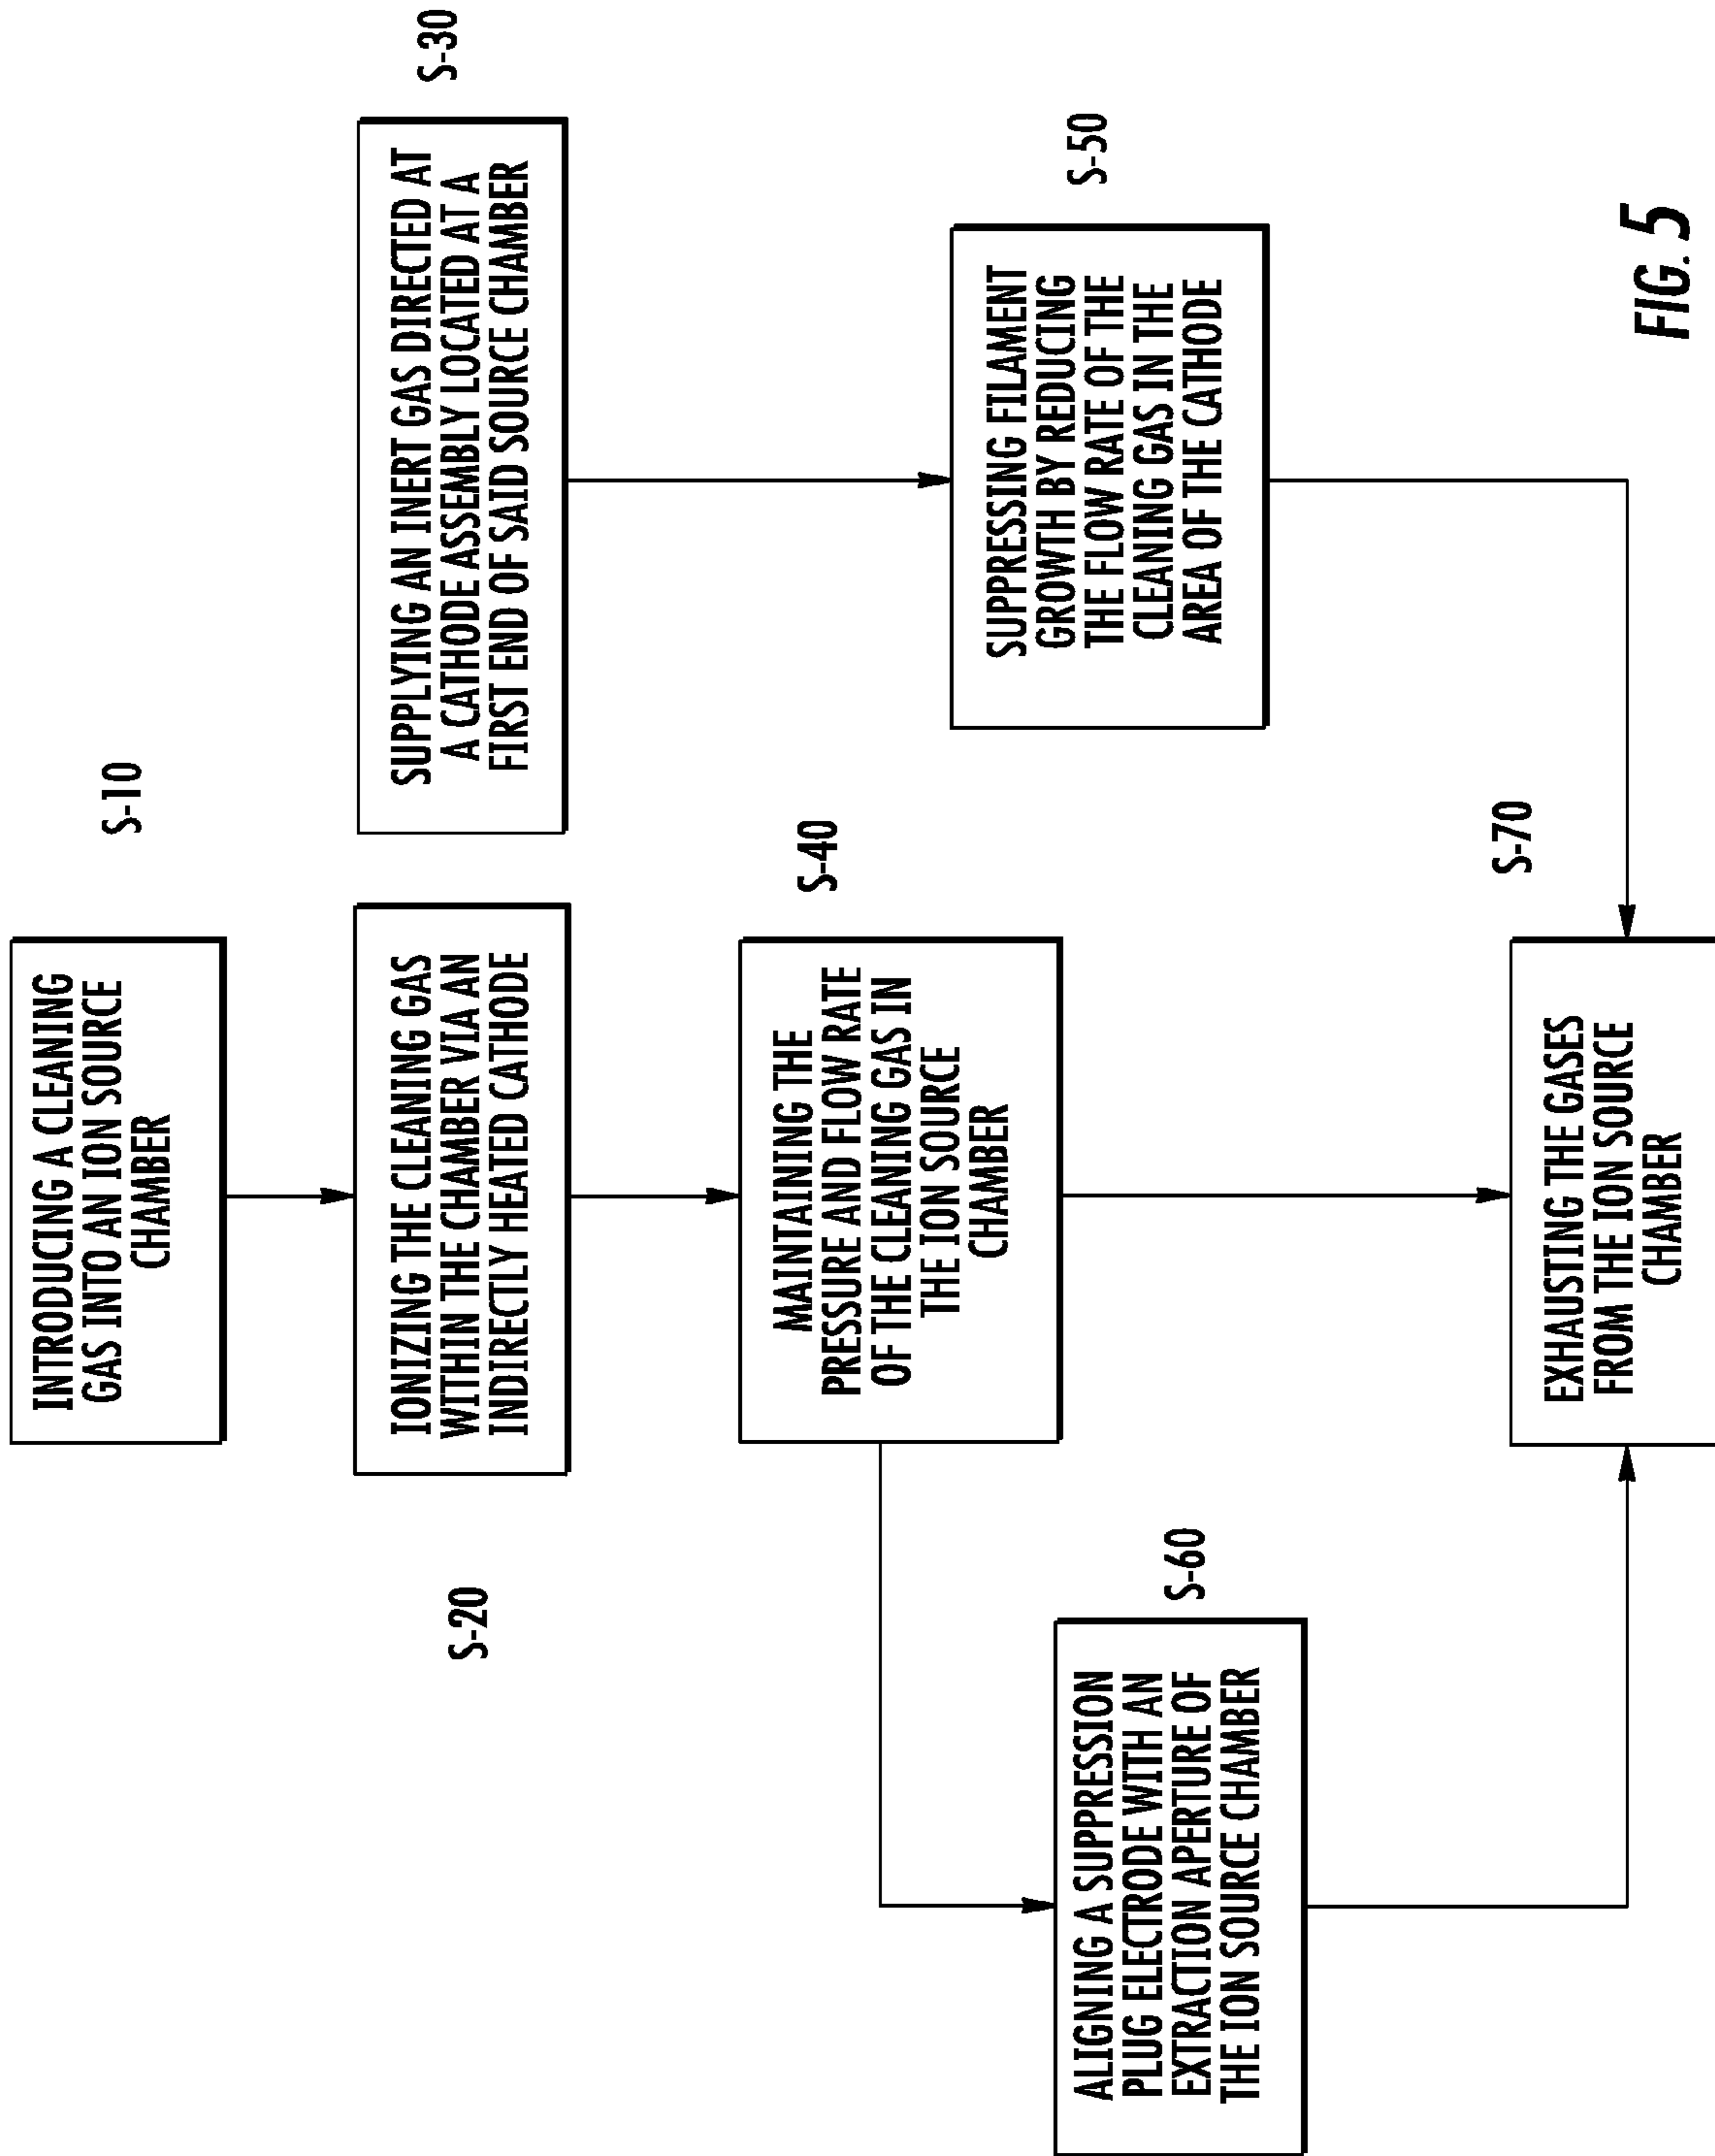 INTRODUCING A CLEANING
GAS INTO AN ION SOURCE
CHAMBER
S-10
IONIZING THE CLEANING GAS
WITHIN THE CHAMBER VIA AN
INDIRECTLY HEATED CATHODE
S-20
SUPPLYING AN INERT GAS DIRECTED AT
A CATHODE ASSEMBLY LOCATED AT A
FIRST END OF SAID SOURCE CHAMBER
S-30
MAINTAINING THE
PRESSURE AND FLOW RATE
OF THE CLEANING GAS IN
THE ION SOURCE
CHAMBER
S-40
SUPPRESSING FILAMENT
GROWTH BY REDUCING
THE FLOW RATE OF THE
CLEANING GAS IN THE
AREA OF THE CATHODE
S-50
ALIGNING A SUPPRESSION
PLUG ELECTRODE WITH AN
EXTRACTION APERTURE OF
THE ION SOURCE CHAMBER
S-60
EXHAUSTING THE GASES
FROM THE ION SOURCE
CHAMBER
S-70
FIG. 5